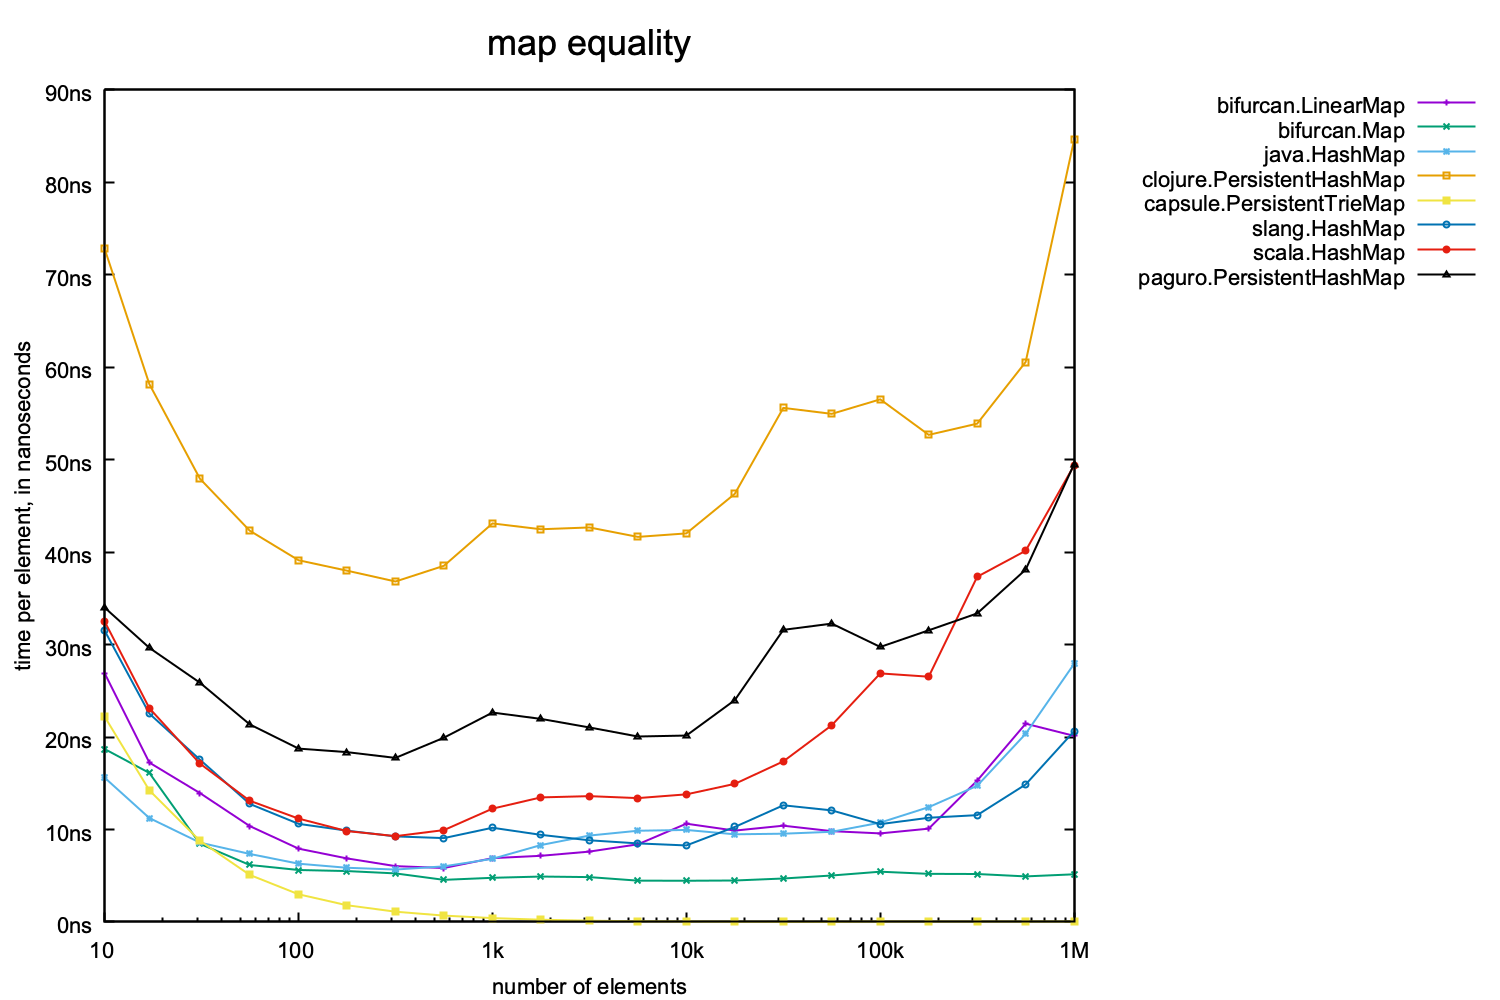 map equality
90ns
80ns
70ns
60ns
50ns
40ns
30ns
20ns
10ns
0ns
time per element, in nanoseconds
10 100 1k 10k 100k 1M
number of elements
bifurcan.LinearMap
bifurcan.Map
java.HashMap
clojure.PersistentHashMap
capsule.PersistentTrieMap
slang.HashMap
scala.HashMap
paguro.PersistentHashMap